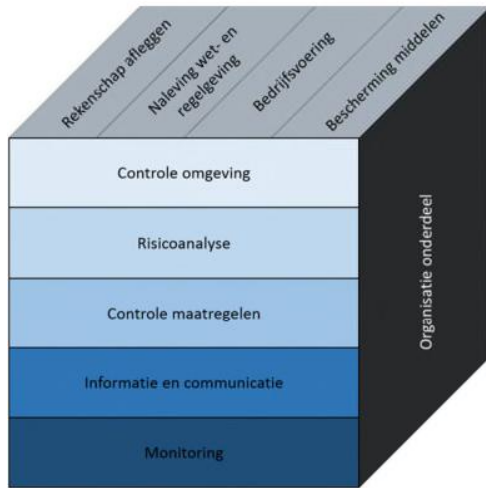 Rekenschap afleggen
Naleving wet- en
regelgeving
Bedrijfsvoering
Bescherming middelen
Controle omgeving
Risicoanalyse
Controle maatregelen
Informatie en communicatie
Monitoring
Organisatie onderdeel